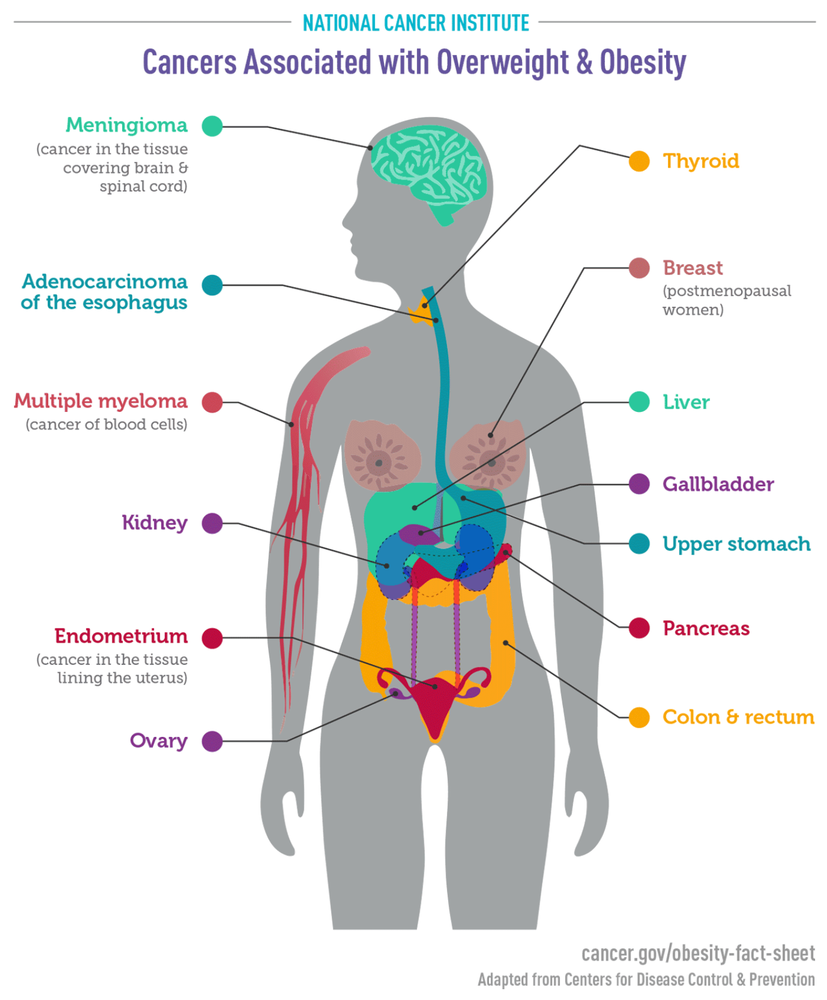 NATIONAL CANCER INSTITUTE
Cancers Associated with Overweight & Obesity
Meningioma
(cancer in the tissue
covering brain &
spinal cord)
Adenocarcinoma
of the esophagus
Multiple myeloma
(cancer of blood cells)
Kidney
Endometrium
(cancer in the tissue
lining the uterus)
Ovary
Thyroid
Breast
(postmenopausal
women)
Liver
Gallbladder
Upper stomach
Pancreas
Colon & rectum
cancer.gov/obesity-fact-sheet
Adapted from Centers for Disease Control & Prevention